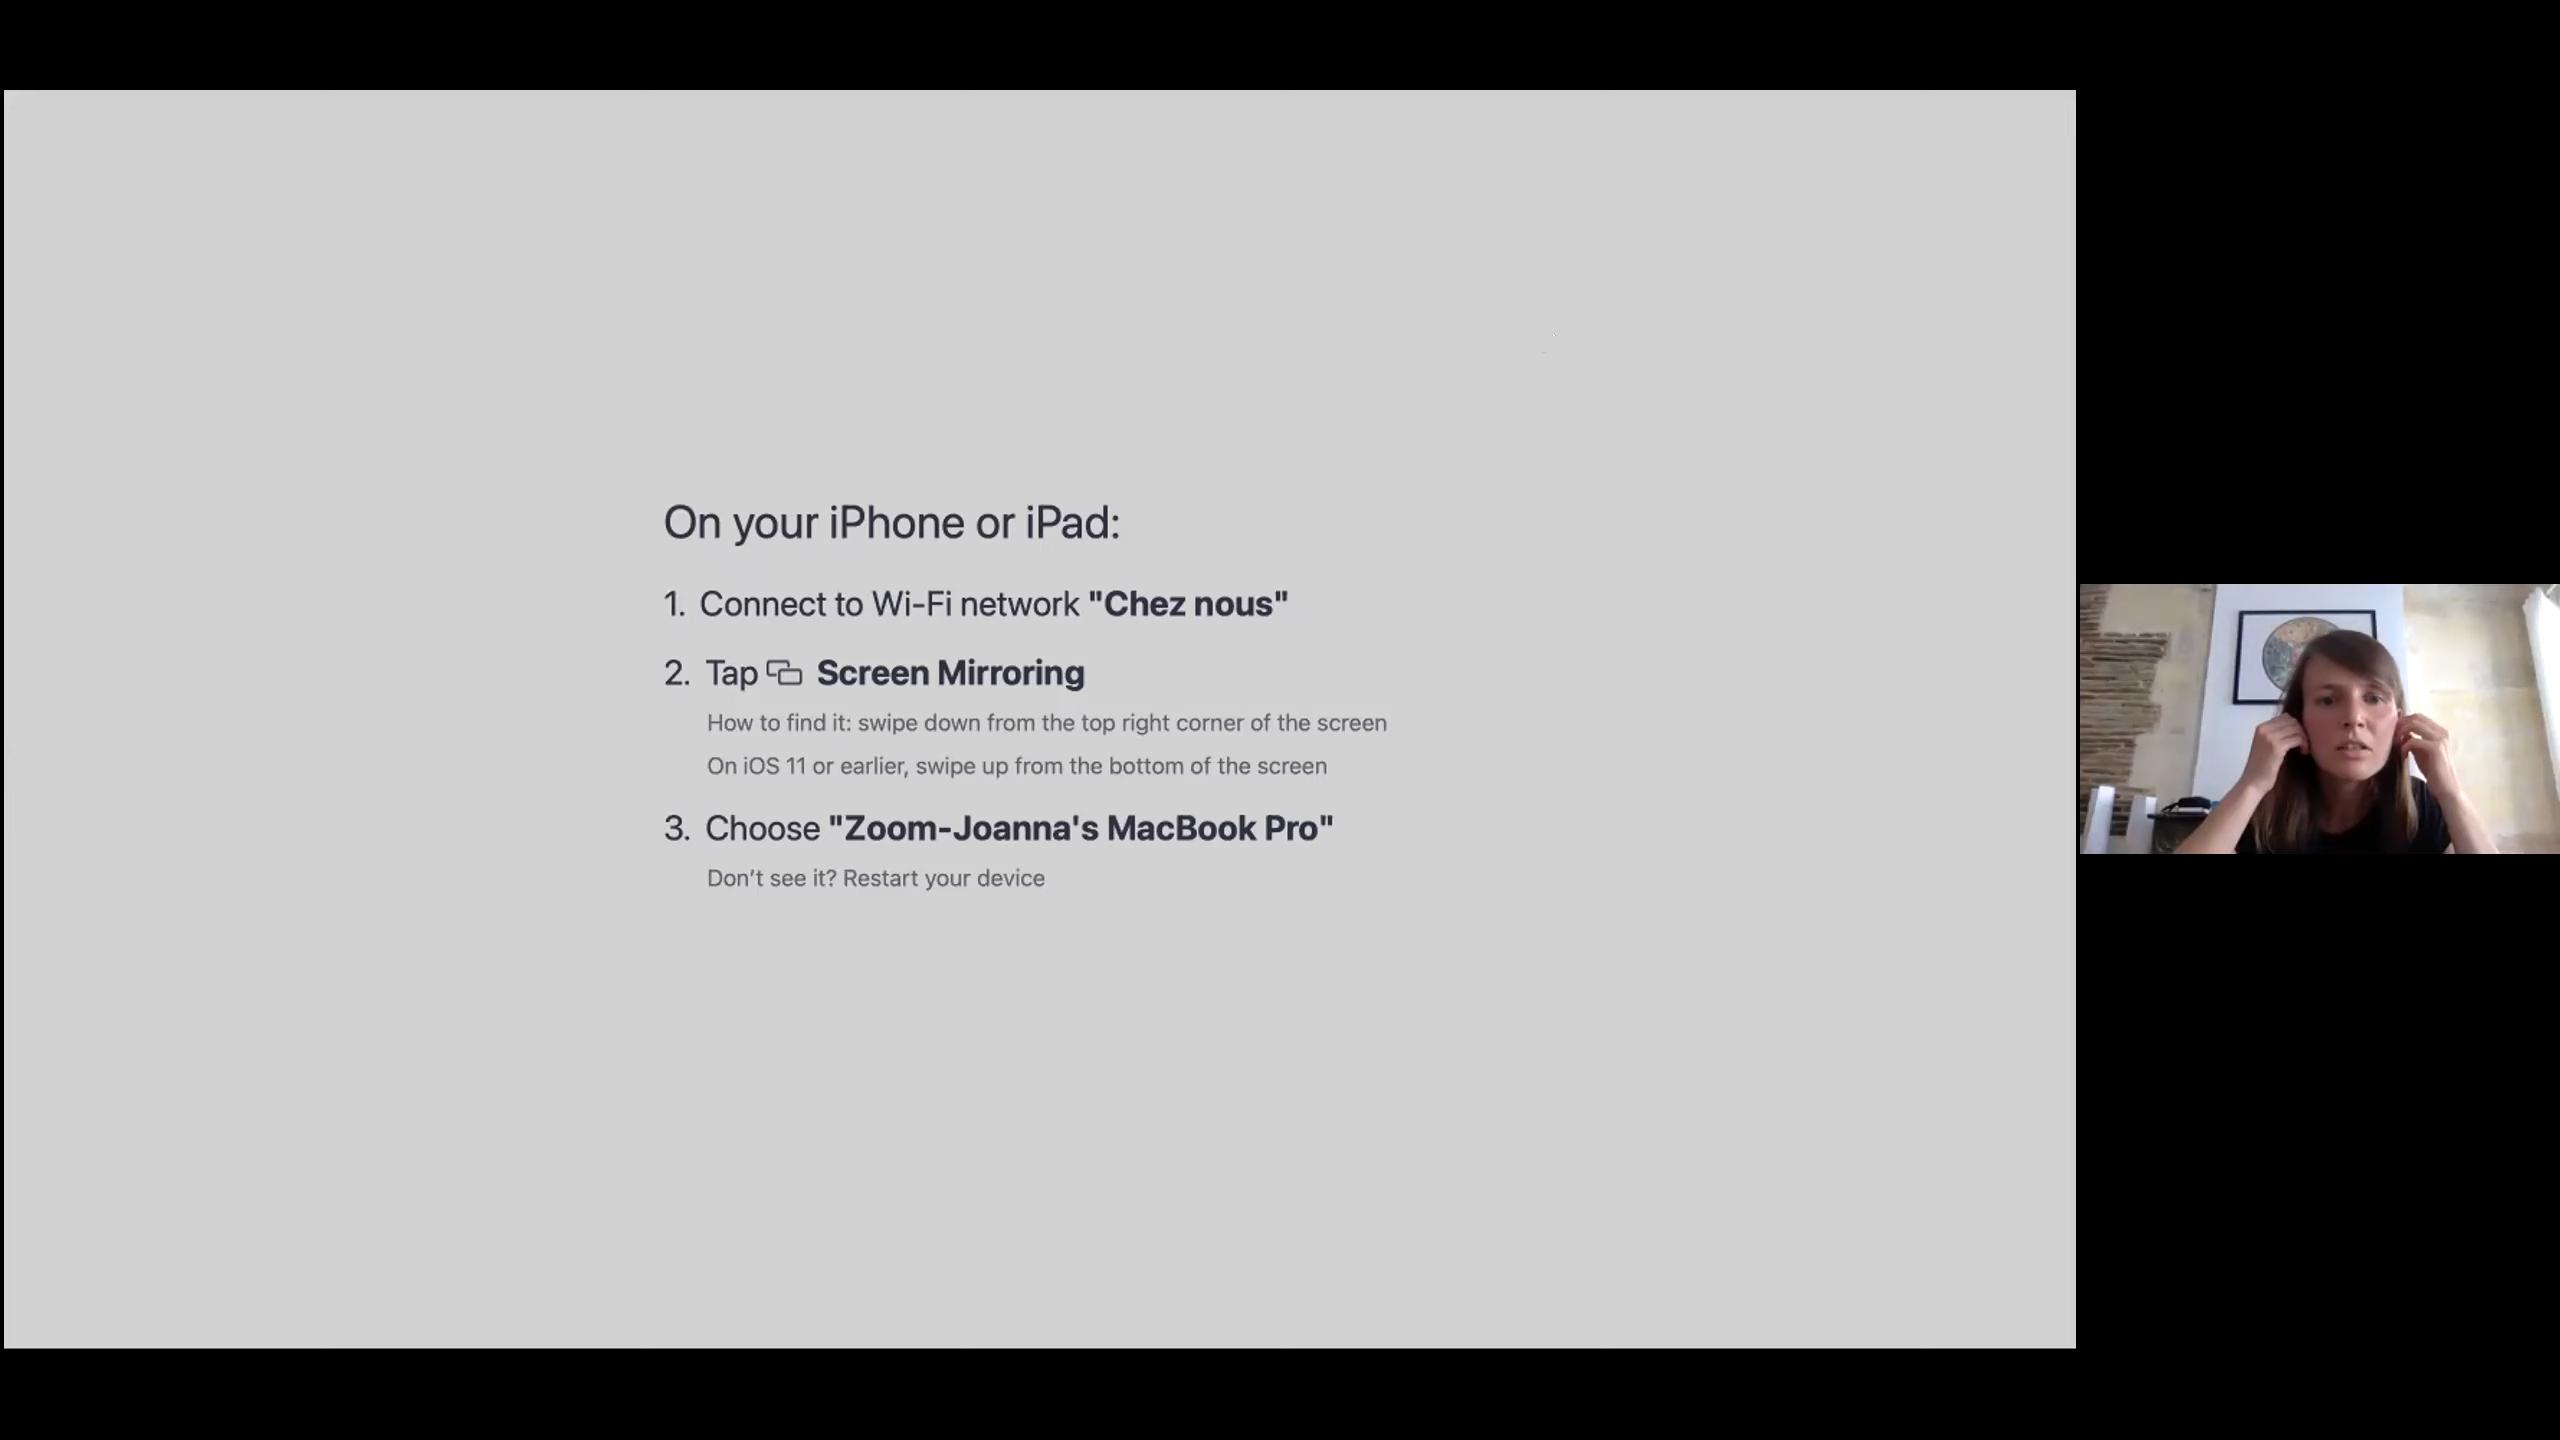 On your iPhone or iPad:
1. Connect to Wi-Fi network "Chez nous"
2. Tap Screen Mirroring
How to find it: swipe down from the top right corner of the screen
On iOS 11 or earlier, swipe up from the bottom of the screen
3. Choose "Zoom-Joanna's MacBook Pro"
Don't see it? Restart your device